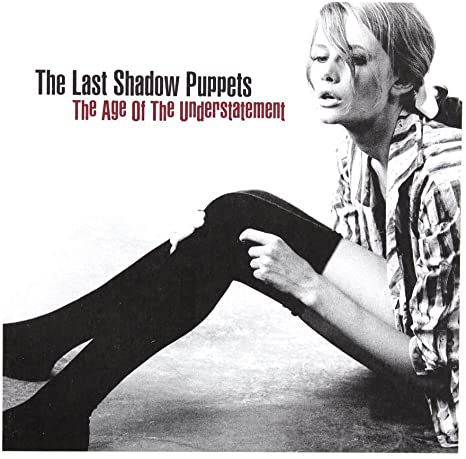 The Last Shadow Puppets
The Age Of The Understatement